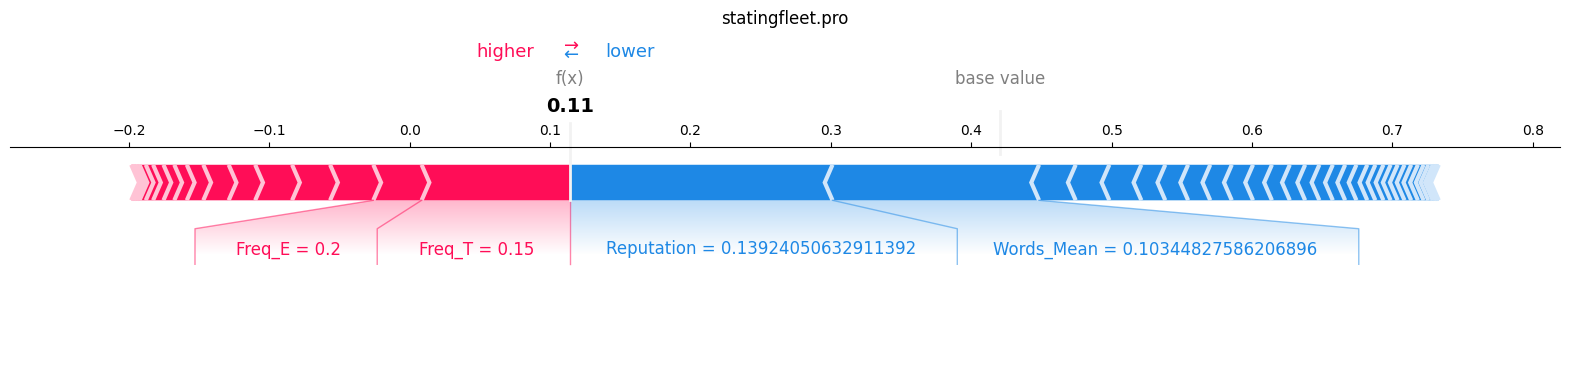 statingfleet.pro
higher ⇄ lower
f(x) base value
0.11
−0.2 −0.1 0.0 0.1 0.2 0.3 0.4 0.5 0.6 0.7 0.8
Freq_E = 0.2 Freq_T = 0.15 Reputation = 0.13924050632911392 Words_Mean = 0.10344827586206896